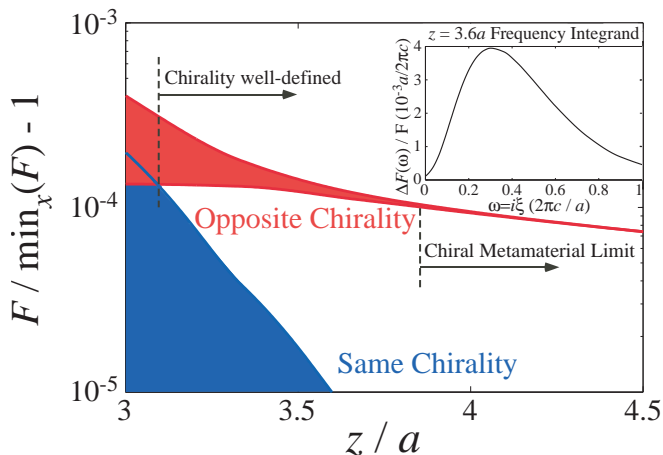 10⁻³
z = 3.6a Frequency Integrand
4
3
2
1
0
ΔF(ω) / F (10⁻³a/2πc)
0 0.2 0.4 0.6 0.8 1
ω=iξ (2πc / a)
Chirality well-defined
10⁻⁴
Opposite Chirality
Chiral Metamaterial Limit
Same Chirality
10⁻⁵
F / minₓ(F) - 1
3 3.5 4 4.5
z / a